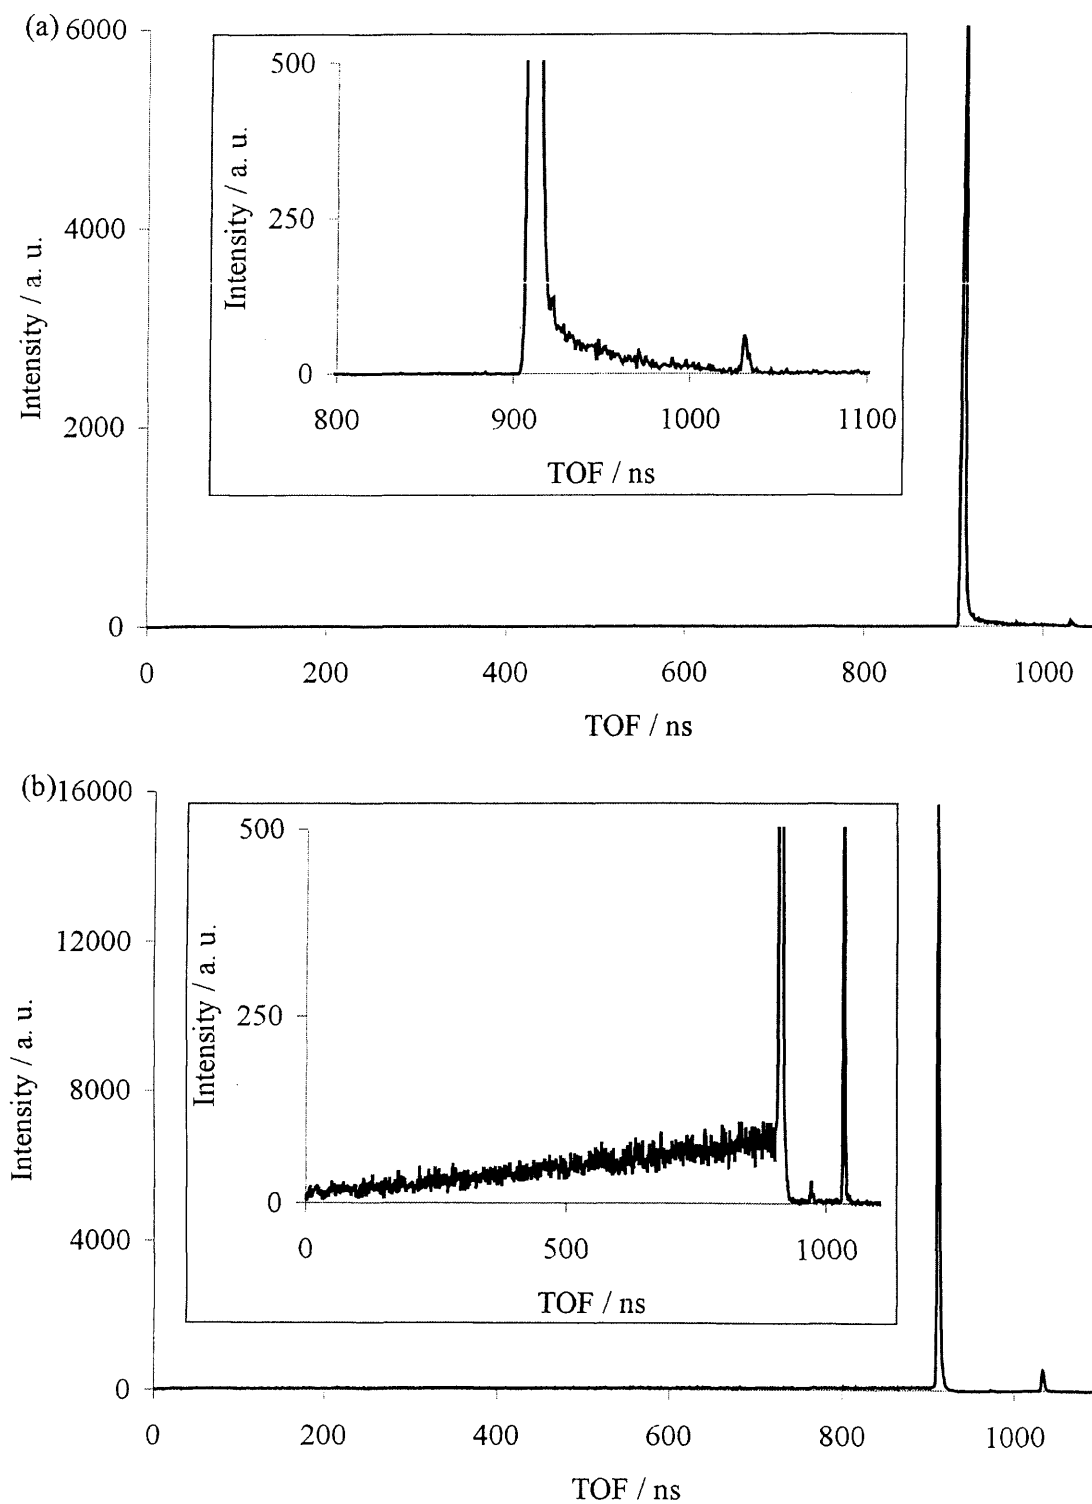 (a) 6000
4000
2000
0
Intensity / a. u.
0 200 400 600 800 1000
TOF / ns
500
250
0
Intensity / a. u.
800 900 1000 1100
TOF / ns
(b) 16000
12000
8000
4000
0
Intensity / a. u.
0 200 400 600 800 1000
TOF / ns
500
250
0
Intensity / a. u.
0 500 1000
TOF / ns